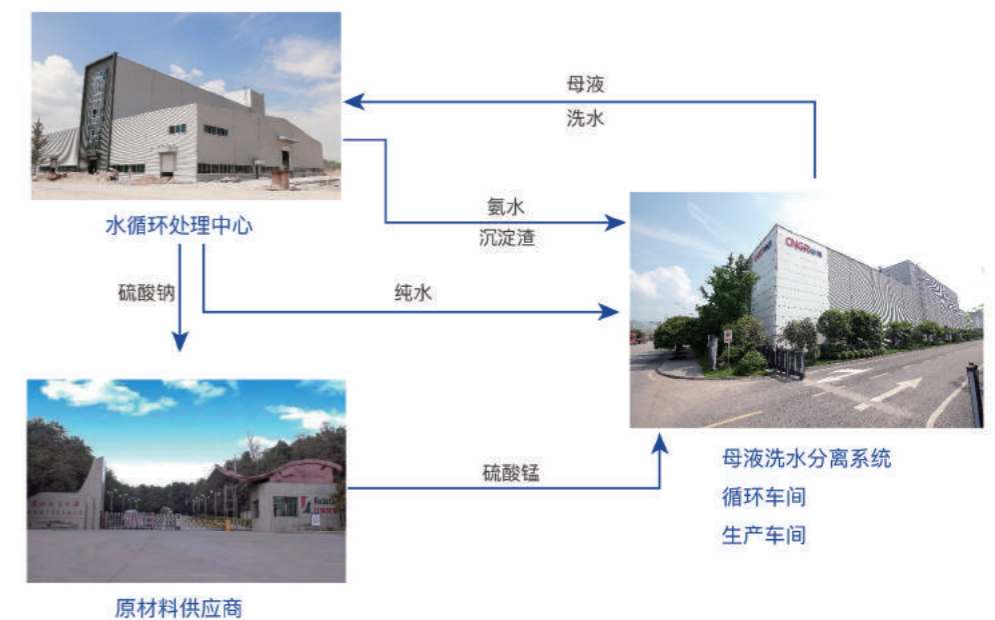 母液
洗水
氨水
沉淀渣
水循环处理中心
硫酸钠
纯水
CNGR
硫酸锰
母液洗水分离系统
循环车间
生产车间
原材料供应商